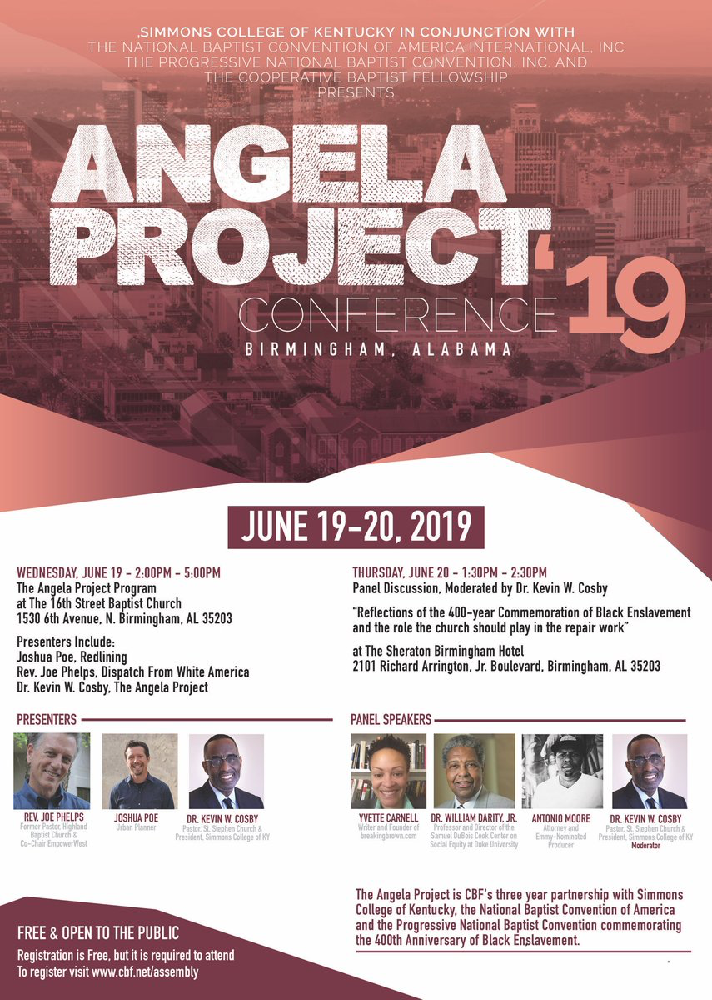 ,SIMMONS COLLEGE OF KENTUCKY IN CONJUNCTION WITH
THE NATIONAL BAPTIST CONVENTION OF AMERICA INTERNATIONAL, INC
THE PROGRESSIVE NATIONAL BAPTIST CONVENTION, INC. AND
THE COOPERATIVE BAPTIST FELLOWSHIP
PRESENTS
ANGELA
PROJECT
CONFERENCE '19
BIRMINGHAM, ALABAMA
JUNE 19-20, 2019
WEDNESDAY, JUNE 19 - 2:00PM - 5:00PM
The Angela Project Program
at The 16th Street Baptist Church
1530 6th Avenue, N. Birmingham, AL 35203
Presenters Include:
Joshua Poe, Redlining
Rev. Joe Phelps, Dispatch From White America
Dr. Kevin W. Cosby, The Angela Project
THURSDAY, JUNE 20 - 1:30PM - 2:30PM
Panel Discussion, Moderated by Dr. Kevin W. Cosby
“Reflections of the 400-year Commemoration of Black Enslavement
and the role the church should play in the repair work”
at The Sheraton Birmingham Hotel
2101 Richard Arrington, Jr. Boulevard, Birmingham, AL 35203
PRESENTERS
REV. JOE PHELPS
Former Pastor, Highland
Baptist Church &
Co-Chair EmpowerWest
JOSHUA POE
Urban Planner
DR. KEVIN W. COSBY
Pastor, St. Stephen Church &
President, Simmons College of KY
PANEL SPEAKERS
YVETTE CARNELL
Writer and Founder of
breakingbrown.com
DR. WILLIAM DARITY, JR.
Professor and Director of the
Samuel DuBois Cook Center on
Social Equity at Duke University
ANTONIO MOORE
Attorney and
Emmy-Nominated
Producer
DR. KEVIN W. COSBY
Pastor, St. Stephen Church &
President, Simmons College of KY
Moderator
The Angela Project is CBF's three year partnership with Simmons
College of Kentucky, the National Baptist Convention of America
and the Progressive National Baptist Convention commemorating
the 400th Anniversary of Black Enslavement.
FREE & OPEN TO THE PUBLIC
Registration is Free, but it is required to attend
To register visit www.cbf.net/assembly